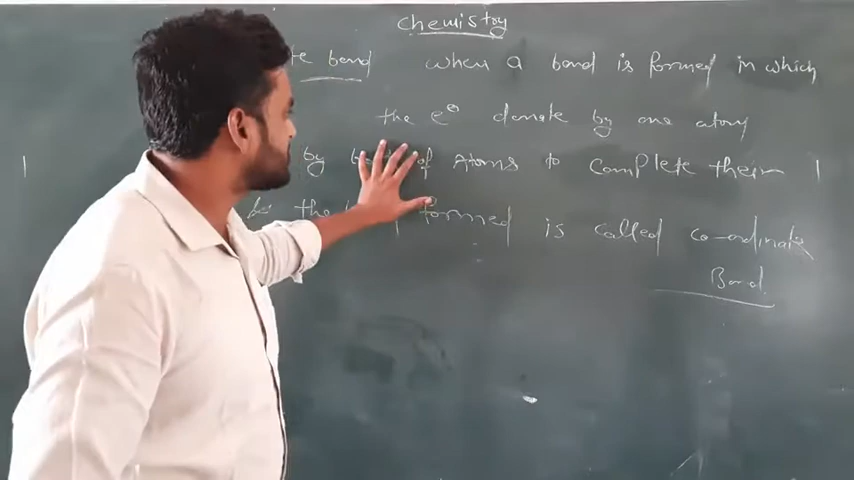 Chemistry
te bond when a bond is formed in which
the e⊖ donate by one atom
by of Atoms to complete their
the formed is called co-ordinate
Bond